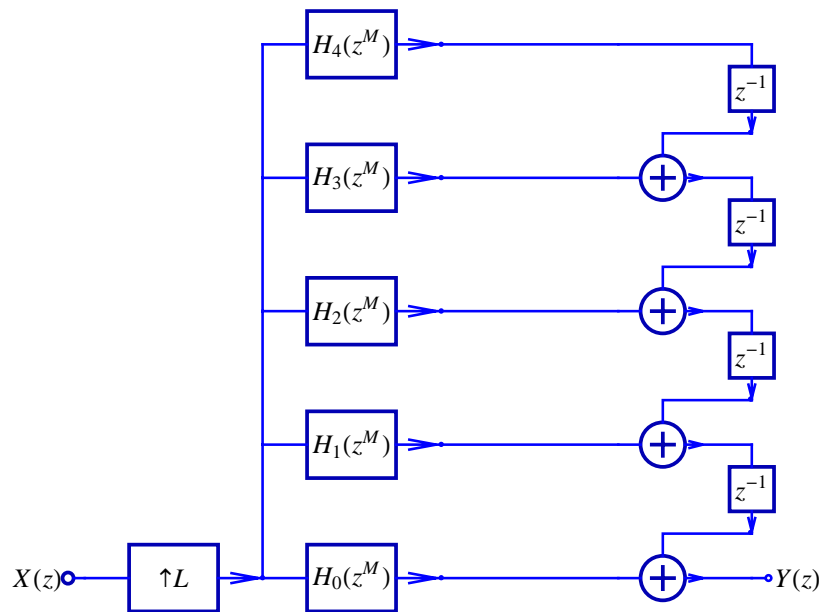 H₄(z^M)
z⁻¹
H₃(z^M)
+
z⁻¹
H₂(z^M)
+
z⁻¹
H₁(z^M)
+
z⁻¹
X(z) ↑L H₀(z^M) + Y(z)